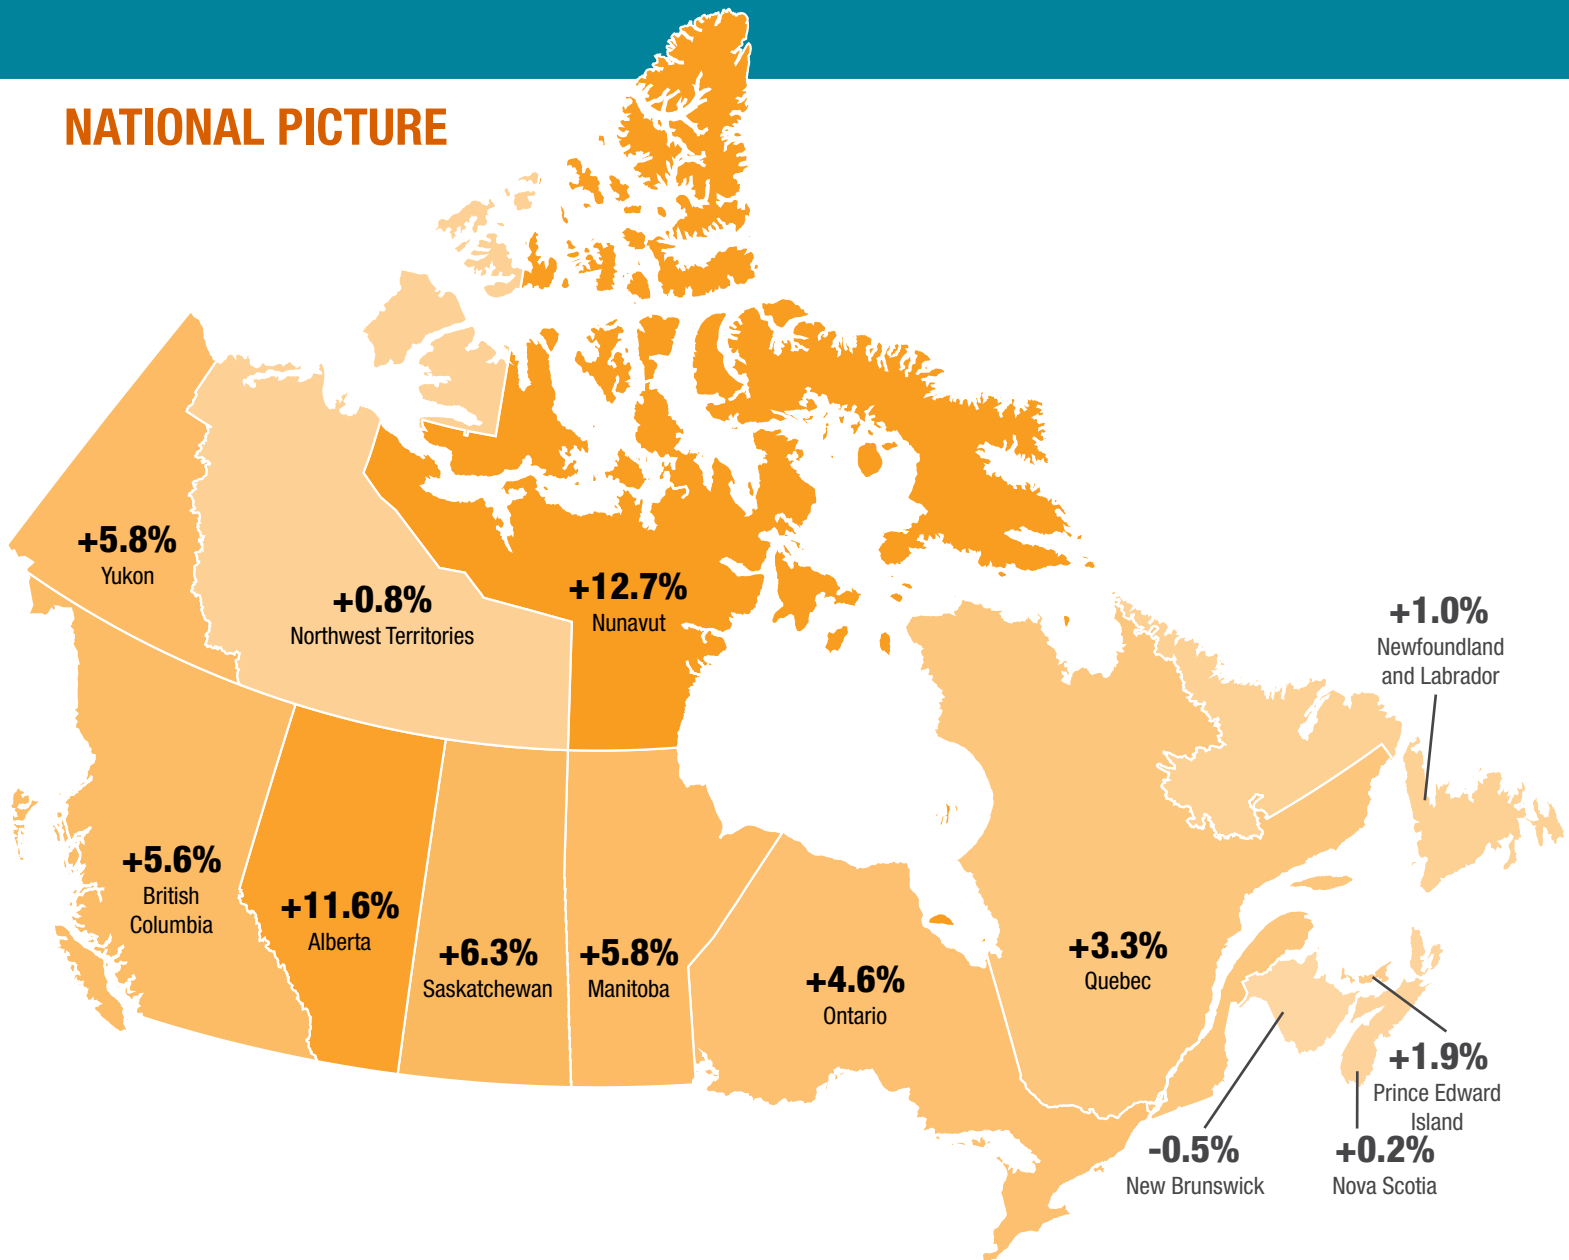 NATIONAL PICTURE
+5.8%
Yukon
+0.8%
Northwest Territories
+12.7%
Nunavut
+1.0%
Newfoundland
and Labrador
+5.6%
British
Columbia
+11.6%
Alberta
+6.3%
Saskatchewan
+5.8%
Manitoba
+4.6%
Ontario
+3.3%
Quebec
+1.9%
Prince Edward
Island
-0.5%
New Brunswick
+0.2%
Nova Scotia